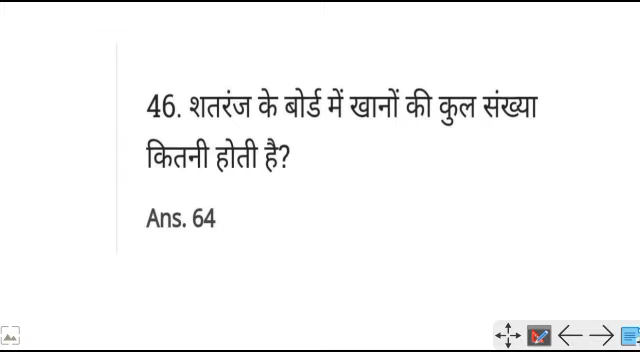 46. शतरंज के बोर्ड में खानों की कुल संख्या
कितनी होती है?
Ans. 64